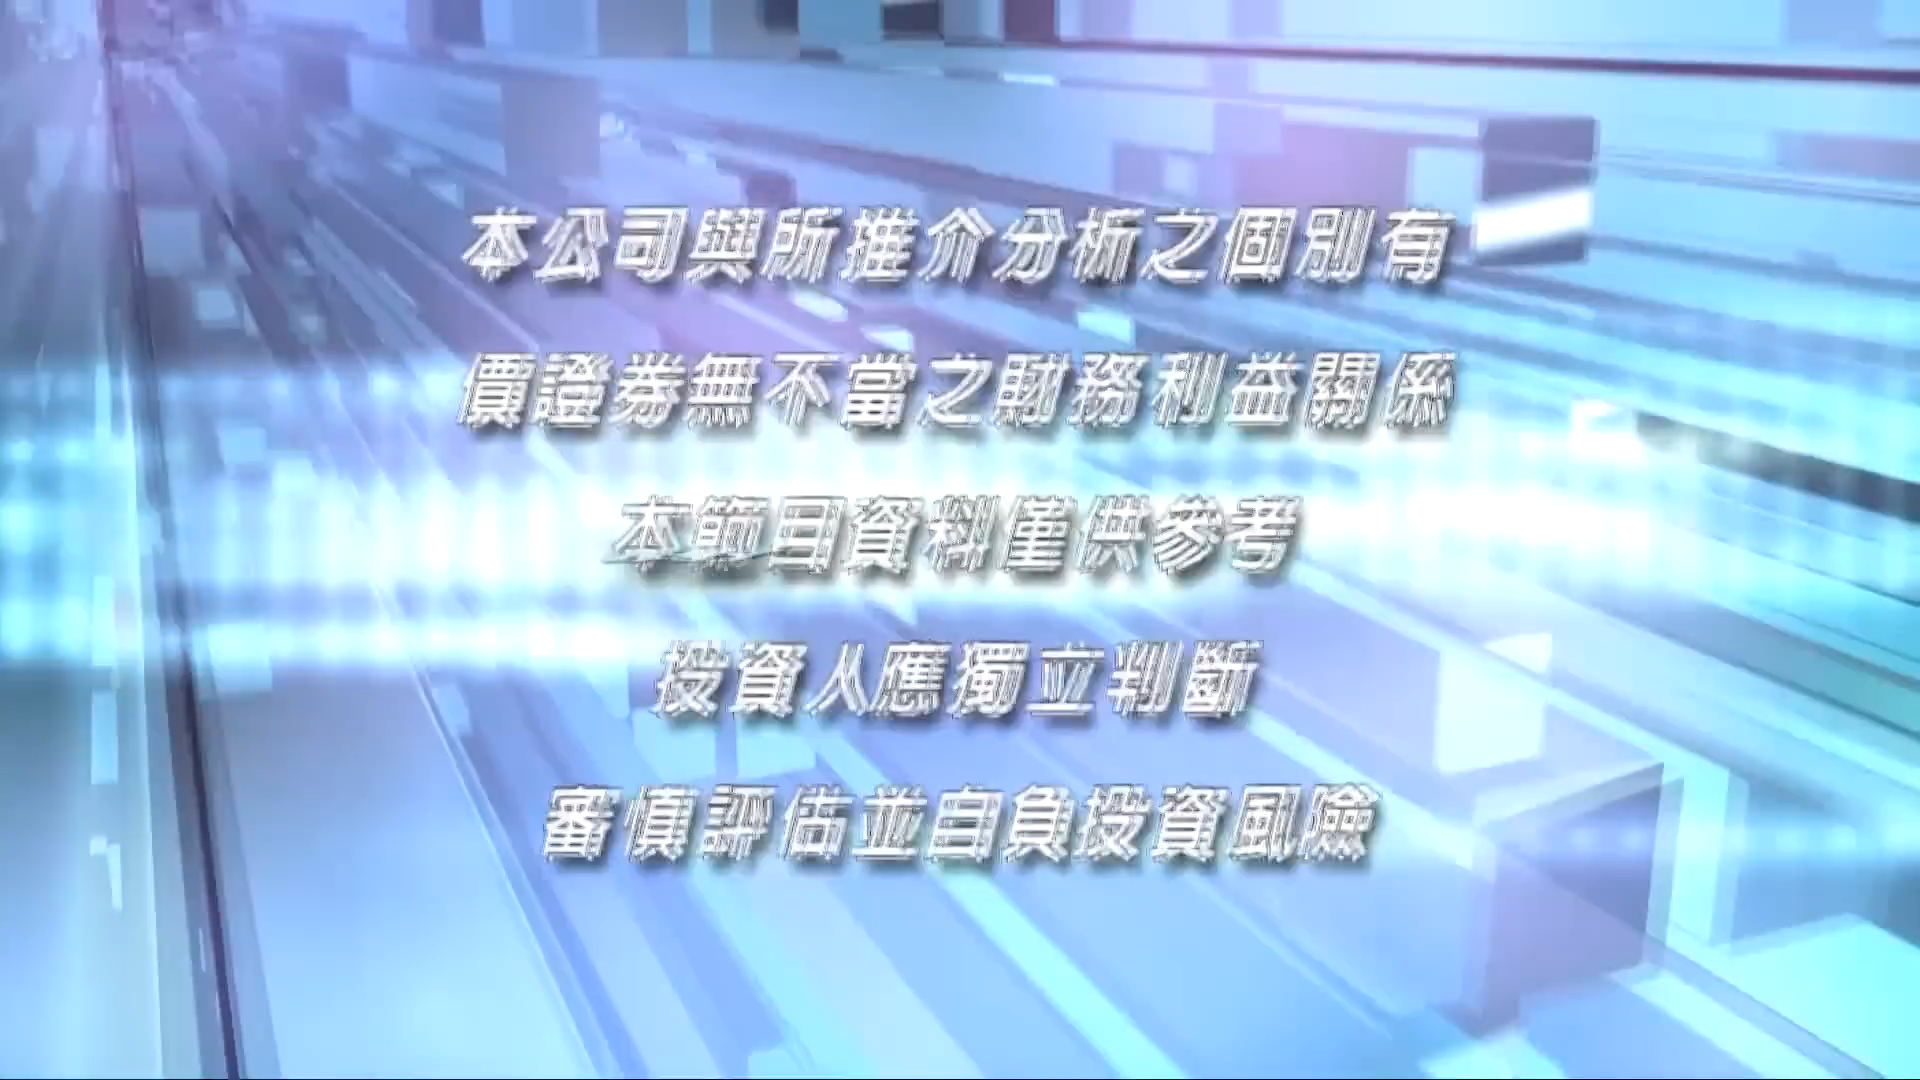 本公司與所推介分析之個別有
價證券無不當之財務利益關係
本節目資料僅供參考
投資人應獨立判斷
審慎評估並自負投資風險